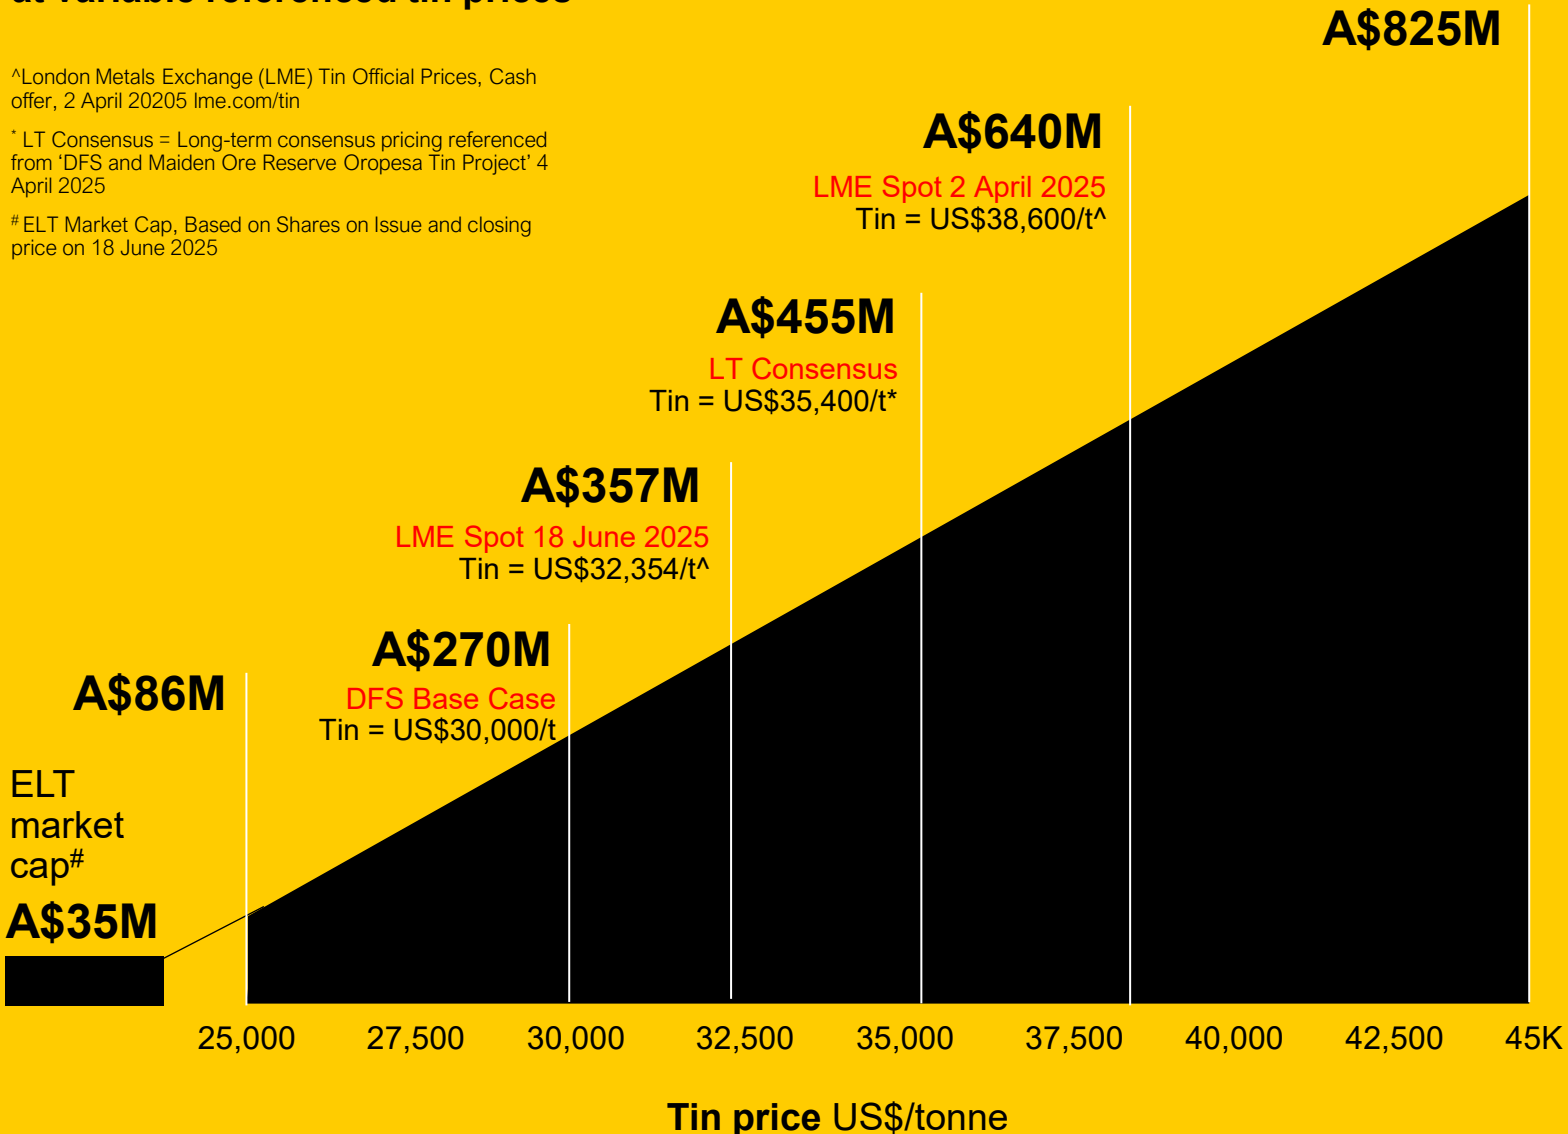 at variable referenced tin prices
^London Metals Exchange (LME) Tin Official Prices, Cash
offer, 2 April 20205 lme.com/tin
* LT Consensus = Long-term consensus pricing referenced
from ‘DFS and Maiden Ore Reserve Oropesa Tin Project’ 4
April 2025
# ELT Market Cap, Based on Shares on Issue and closing
price on 18 June 2025
A$825M
A$640M
LME Spot 2 April 2025
Tin = US$38,600/t^
A$455M
LT Consensus
Tin = US$35,400/t*
A$357M
LME Spot 18 June 2025
Tin = US$32,354/t^
A$270M
DFS Base Case
Tin = US$30,000/t
A$86M
ELT
market
cap#
A$35M
25,000 27,500 30,000 32,500 35,000 37,500 40,000 42,500 45K
Tin price US$/tonne